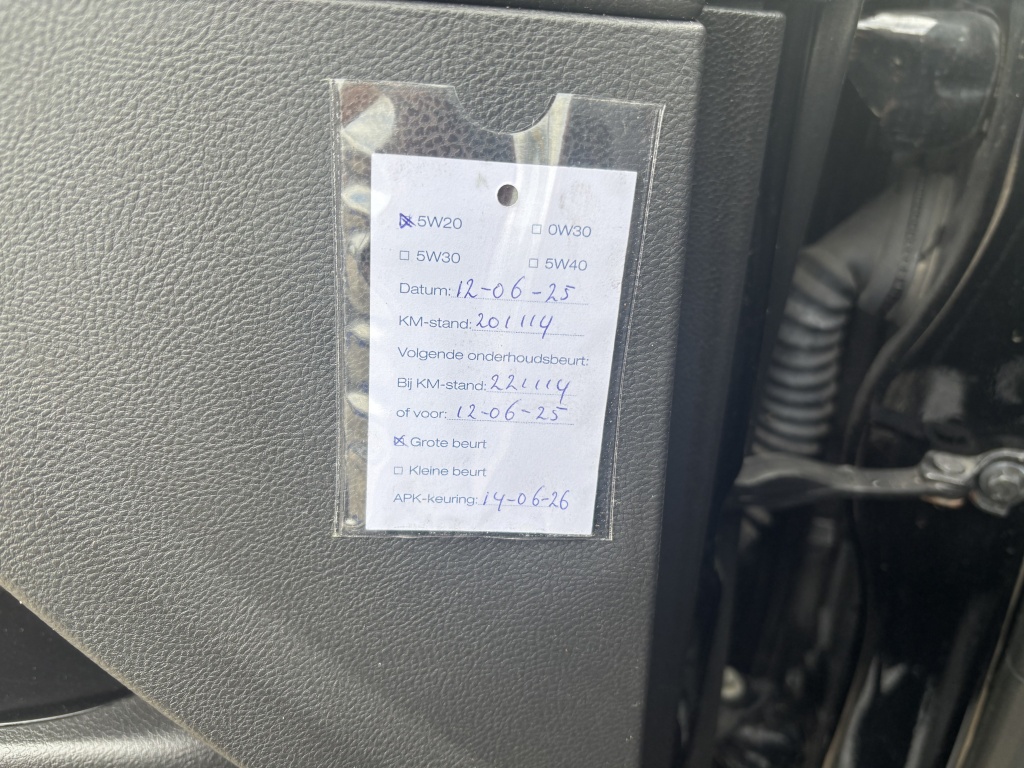 5W20 0W30
5W30 5W40
Datum: 12-06-25
KM-stand: 201114
Volgende onderhoudsbeurt:
Bij KM-stand: 221114
of voor: 12-06-25
Grote beurt
Kleine beurt
APK-keuring: 14-06-26